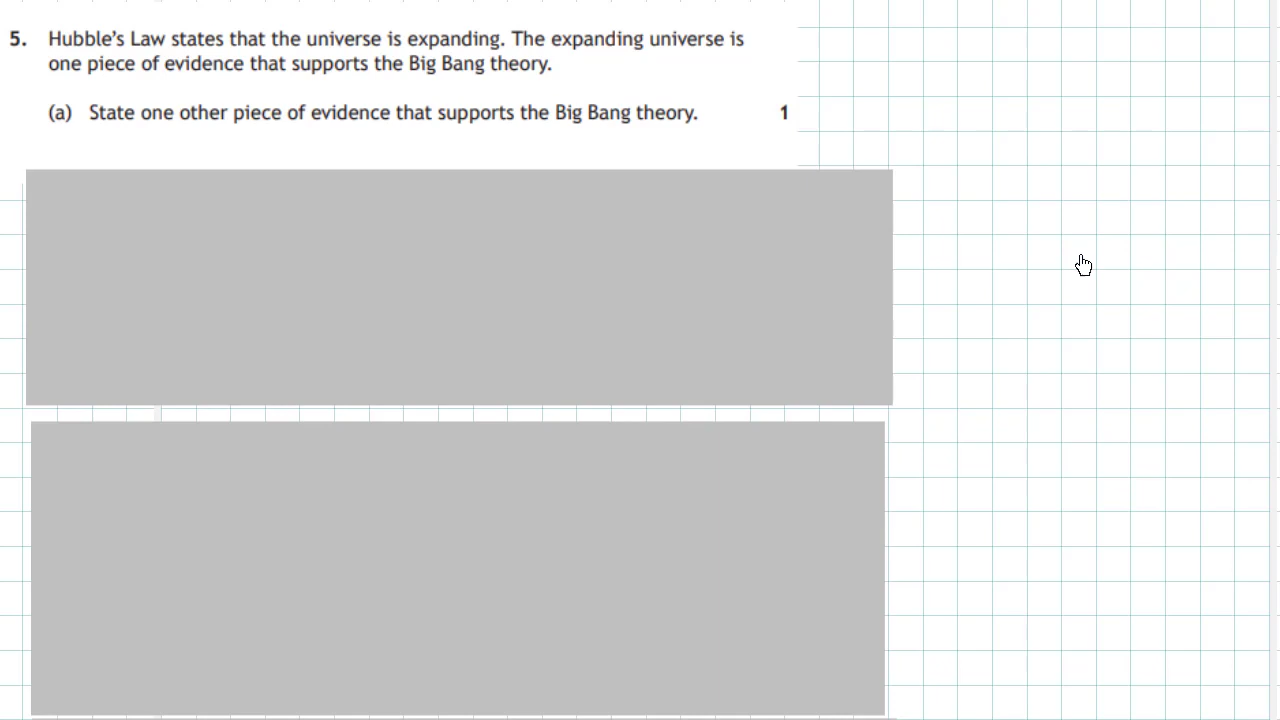 5. Hubble’s Law states that the universe is expanding. The expanding universe is
one piece of evidence that supports the Big Bang theory.
(a) State one other piece of evidence that supports the Big Bang theory. 1